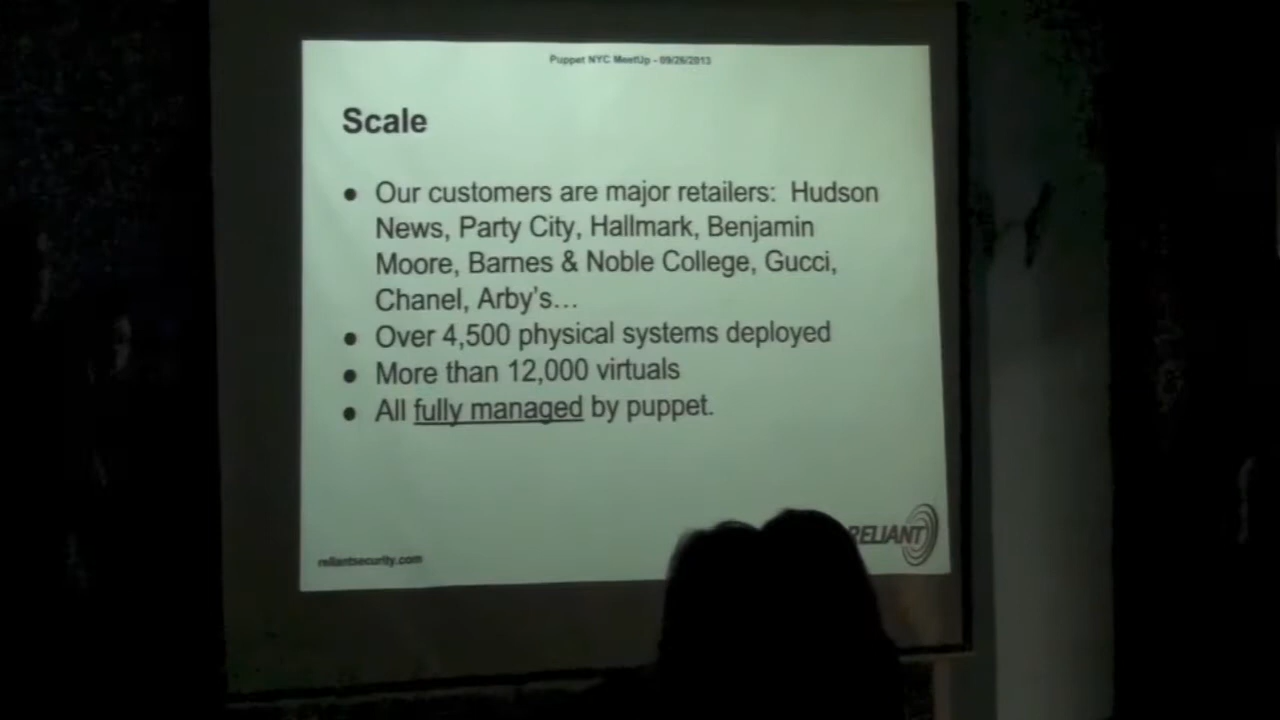 Puppet NYC MeetUp - 09/26/2013
Scale
● Our customers are major retailers: Hudson
News, Party City, Hallmark, Benjamin
Moore, Barnes & Noble College, Gucci,
Chanel, Arby's...
● Over 4,500 physical systems deployed
● More than 12,000 virtuals
● All fully managed by puppet.
RELIANT
reliantsecurity.com